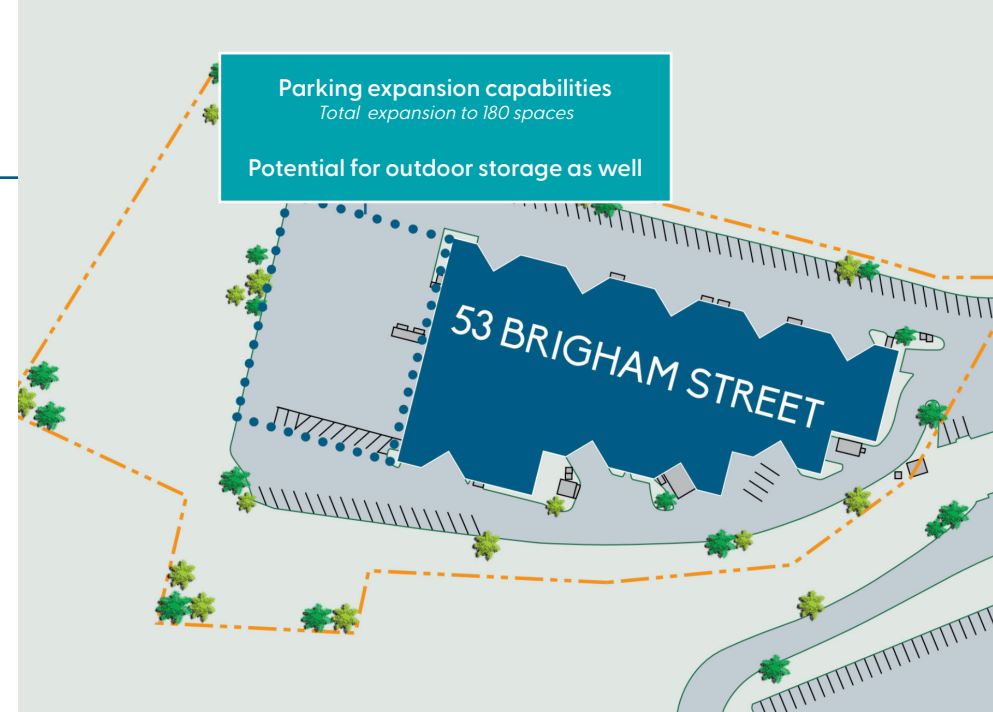 Parking expansion capabilities
Total expansion to 180 spaces
Potential for outdoor storage as well
53 BRIGHAM STREET